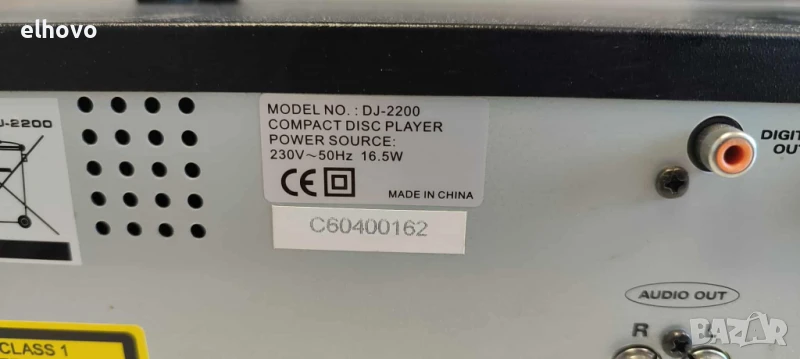 elhovo
J-2200
MODEL NO. : DJ-2200
COMPACT DISC PLAYER
POWER SOURCE:
230V~50Hz 16.5W
CE
MADE IN CHINA
C60400162
DIGIT
OUT
AUDIO OUT
R
L
CLASS 1
BAZAR